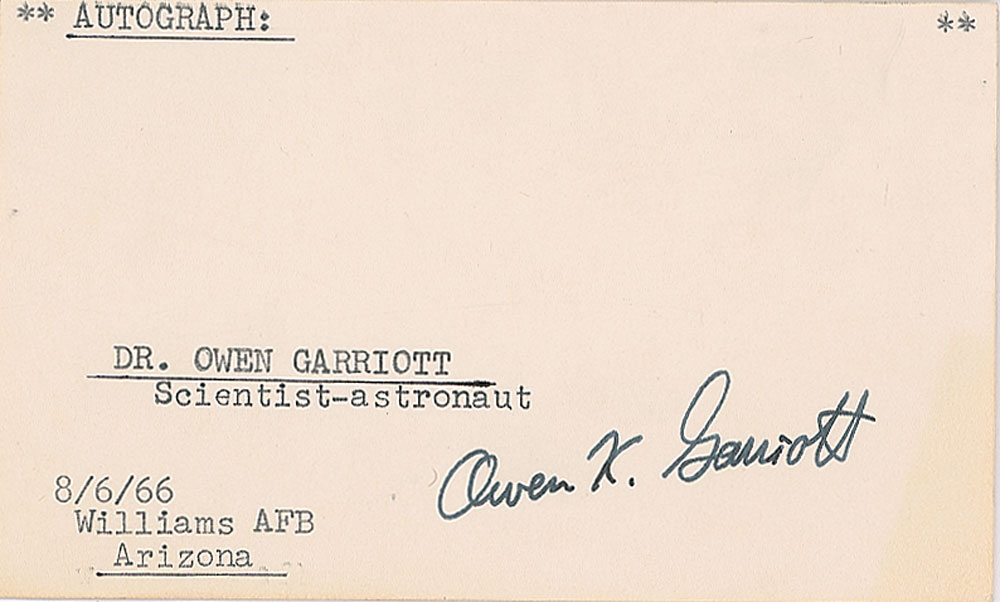 ** AUTOGRAPH: **
DR. OWEN GARRIOTT
Scientist-astronaut
Owen K. Garriott
8/6/66
Williams AFB
Arizona